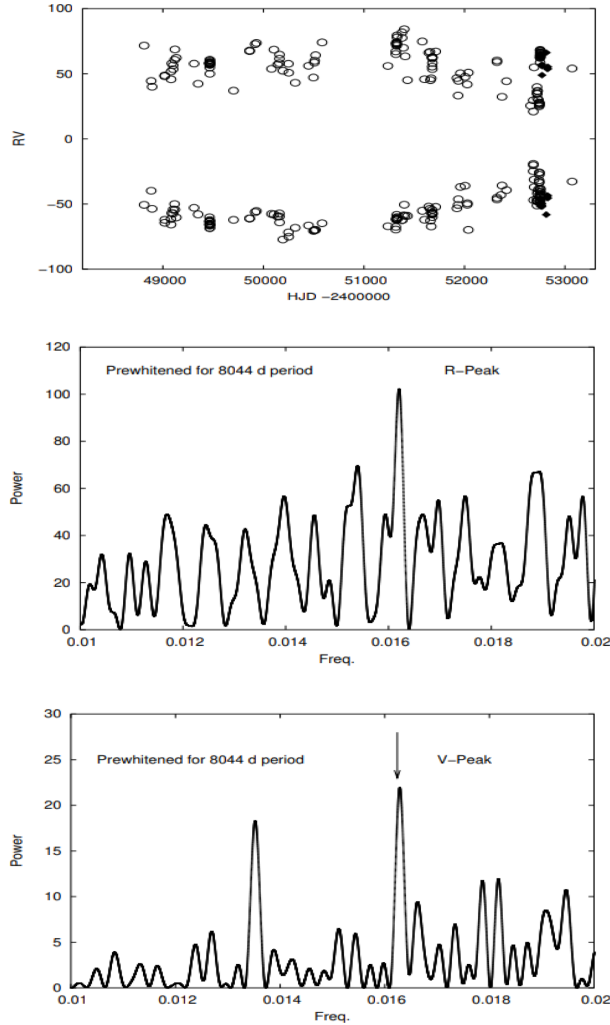 100
50
0
−50
−100
RV
49000 50000 51000 52000 53000
HJD −2400000
120
100
80
60
40
20
0
Power
Prewhitened for 8044 d period R−Peak
0.01 0.012 0.014 0.016 0.018 0.02
Freq.
30
25
20
15
10
5
0
Power
Prewhitened for 8044 d period V−Peak
0.01 0.012 0.014 0.016 0.018 0.02
Freq.